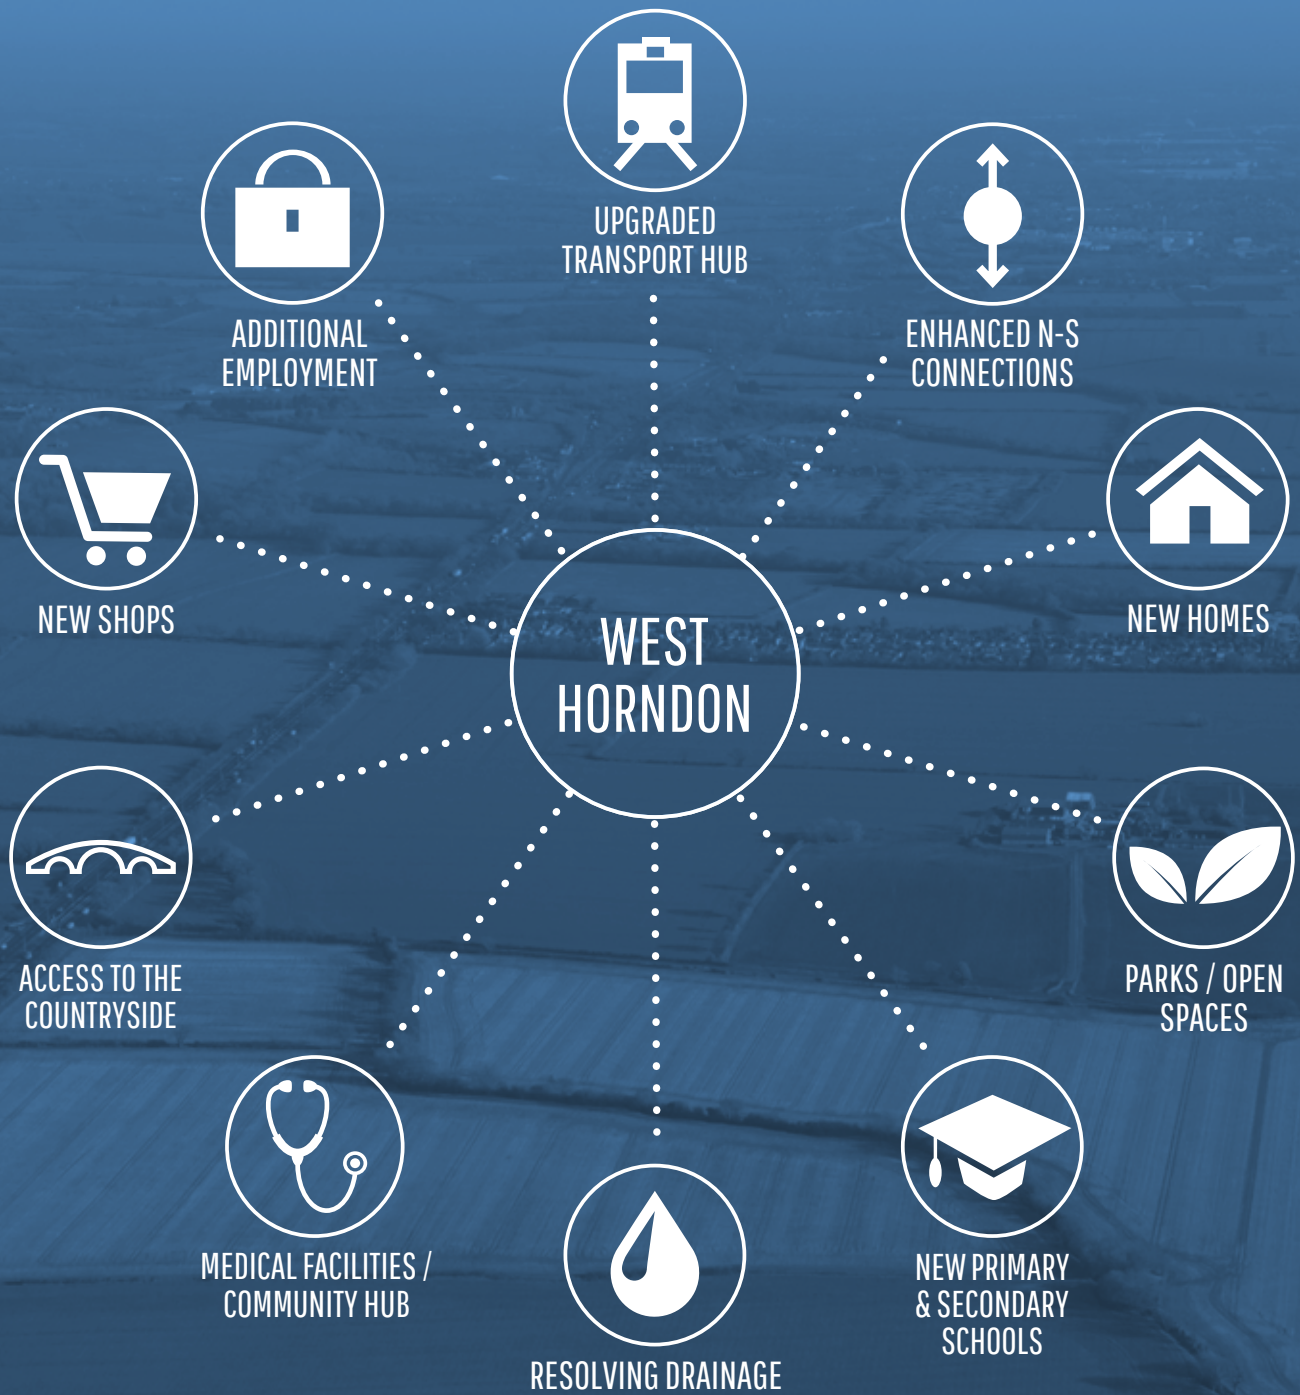 UPGRADED
TRANSPORT HUB
ADDITIONAL
EMPLOYMENT
ENHANCED N-S
CONNECTIONS
NEW SHOPS
NEW HOMES
WEST
HORNDON
ACCESS TO THE
COUNTRYSIDE
PARKS / OPEN
SPACES
MEDICAL FACILITIES /
COMMUNITY HUB
NEW PRIMARY
& SECONDARY
SCHOOLS
RESOLVING DRAINAGE